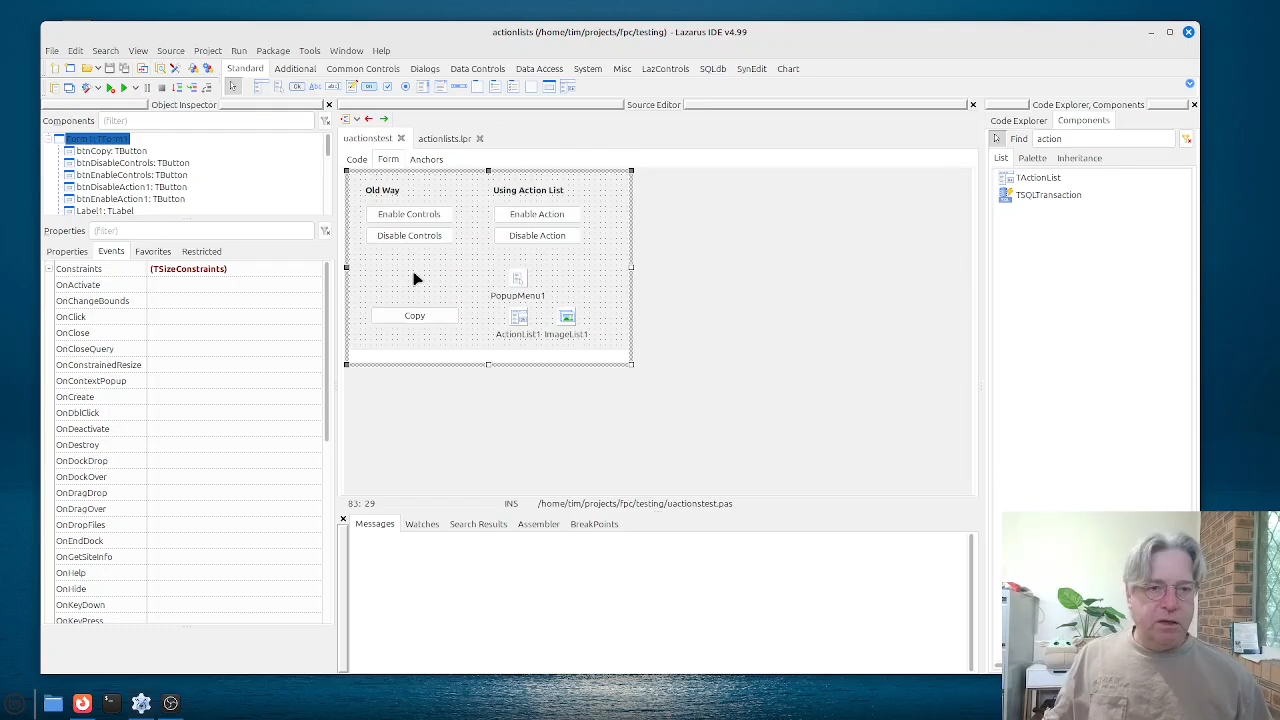 actionlists (/home/tim/projects/fpc/testing) - Lazarus IDE v4.99
File Edit Search View Source Project Run Package Tools Window Help
Standard Additional Common Controls Dialogs Data Controls Data Access System Misc LazControls SQLdb SynEdit Chart
Object Inspector
Source Editor
Code Explorer, Components
Components (filter)
Form1: TForm1
btnCopy: TButton
btnDisableControls: TButton
btnEnableControls: TButton
btnDisableAction1: TButton
btnEnableAction1: TButton
Label1: TLabel
Properties (filter)
Properties Events Favorites Restricted
Constraints (TSizeConstraints)
OnActivate
OnChangeBounds
OnClick
OnClose
OnCloseQuery
OnConstrainedResize
OnContextPopup
OnCreate
OnDblClick
OnDeactivate
OnDestroy
OnDockDrop
OnDockOver
OnDragDrop
OnDragOver
OnDropFiles
OnEndDock
OnGetSiteInfo
OnHelp
OnHide
OnKeyDown
OnKeyPress
uactionstest actionlists.lpr
Code Form Anchors
Old Way Using Action List
Enable Controls Enable Action
Disable Controls Disable Action
PopupMenu1
Copy
ActionList1 ImageList1
83: 29 INS /home/tim/projects/fpc/testing/uactionstest.pas
Messages Watches Search Results Assembler BreakPoints
Code Explorer Components
Find action
List Palette Inheritance
TActionList
TSQLTransaction